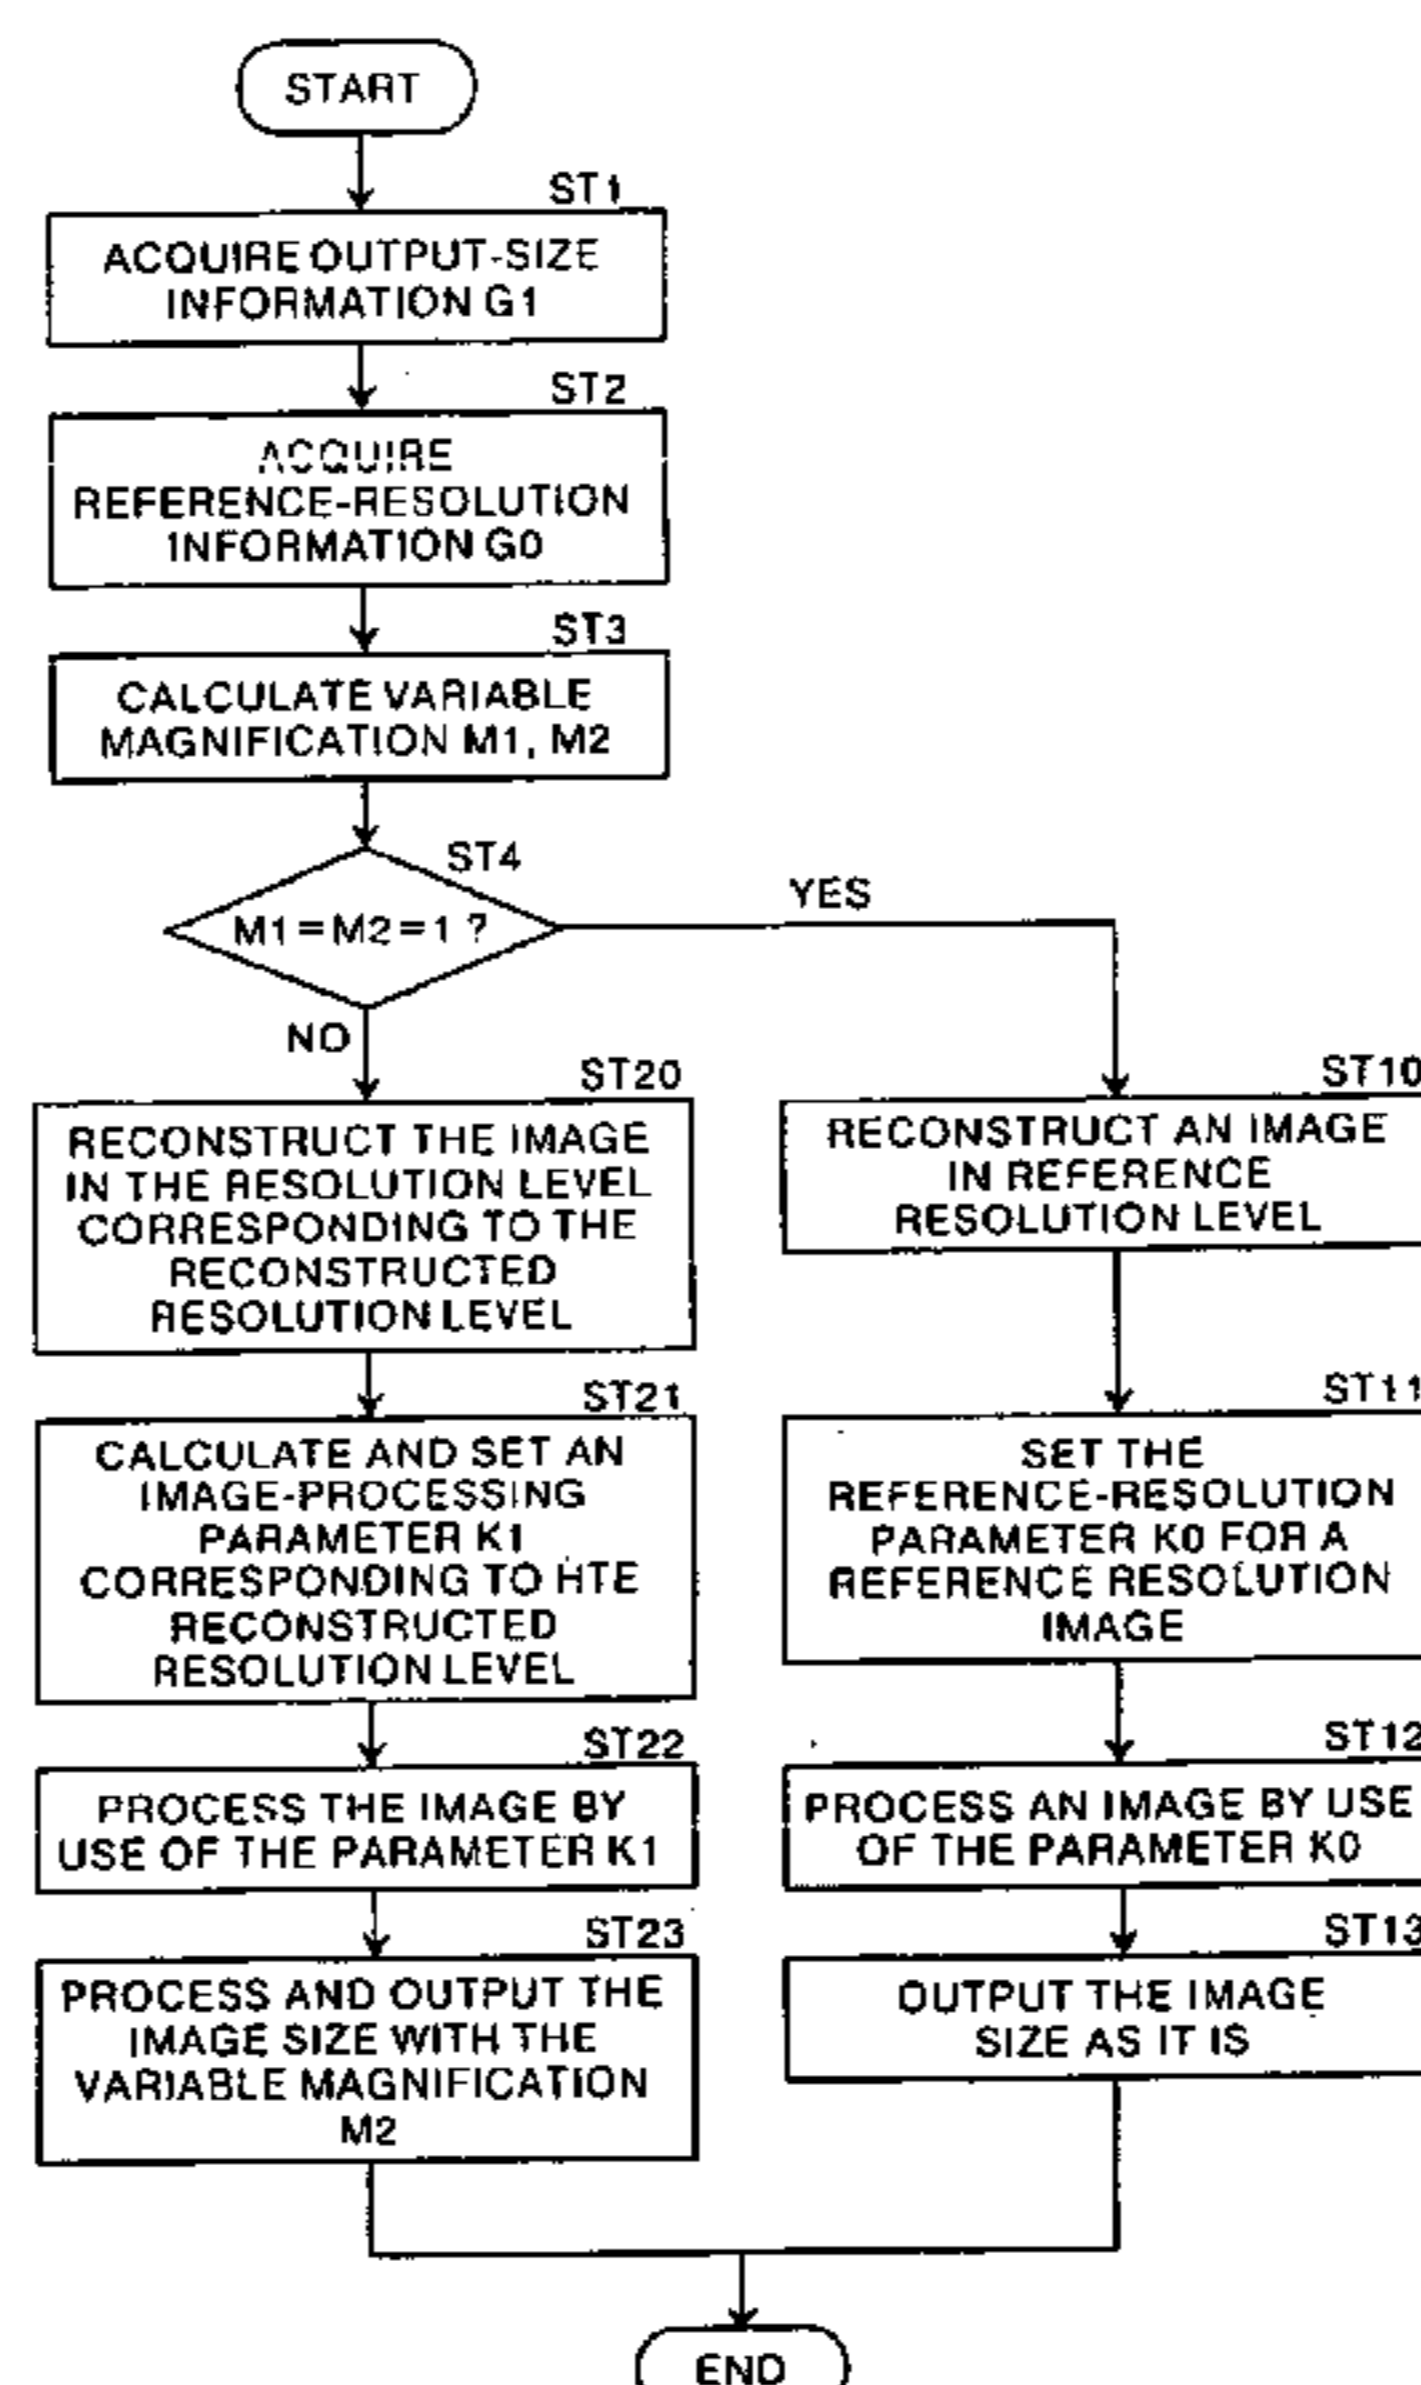 START
ST1
ACQUIRE OUTPUT-SIZE
INFORMATION G1
ST2
ACQUIRE
REFERENCE-RESOLUTION
INFORMATION G0
ST3
CALCULATE VARIABLE
MAGNIFICATION M1, M2
ST4
M1=M2=1 ?
YES
NO
ST20
RECONSTRUCT THE IMAGE
IN THE RESOLUTION LEVEL
CORRESPONDING TO THE
RECONSTRUCTED
RESOLUTION LEVEL
ST21
CALCULATE AND SET AN
IMAGE-PROCESSING
PARAMETER K1
CORRESPONDING TO HTE
RECONSTRUCTED
RESOLUTION LEVEL
ST22
PROCESS THE IMAGE BY
USE OF THE PARAMETER K1
ST23
PROCESS AND OUTPUT THE
IMAGE SIZE WITH THE
VARIABLE MAGNIFICATION
M2
ST10
RECONSTRUCT AN IMAGE
IN REFERENCE
RESOLUTION LEVEL
ST11
SET THE
REFERENCE-RESOLUTION
PARAMETER K0 FOR A
REFERENCE RESOLUTION
IMAGE
ST12
PROCESS AN IMAGE BY USE
OF THE PARAMETER K0
ST13
OUTPUT THE IMAGE
SIZE AS IT IS
END